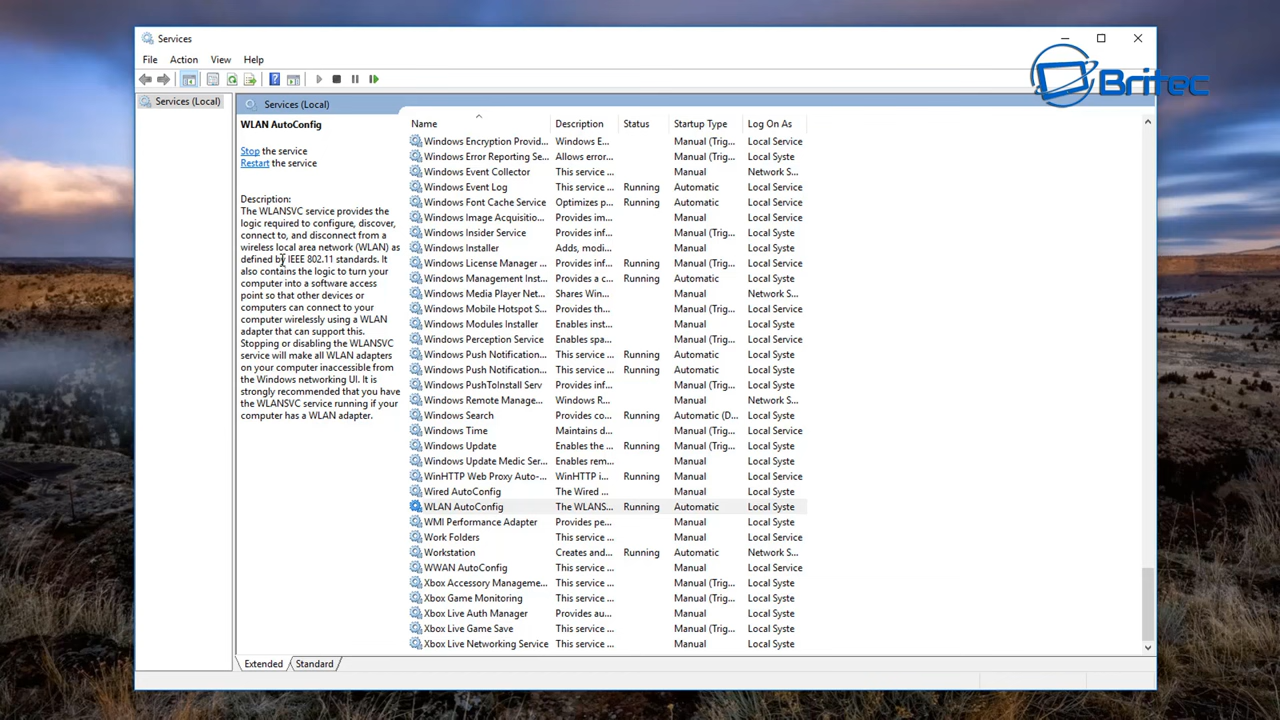 Services
Britec
File Action View Help
Services (Local)
Services (Local)
WLAN AutoConfig
Stop the service
Restart the service
Description:
The WLANSVC service provides the
logic required to configure, discover,
connect to, and disconnect from a
wireless local area network (WLAN) as
defined by IEEE 802.11 standards. It
also contains the logic to turn your
computer into a software access
point so that other devices or
computers can connect to your
computer wirelessly using a WLAN
adapter that can support this.
Stopping or disabling the WLANSVC
service will make all WLAN adapters
on your computer inaccessible from
the Windows networking UI. It is
strongly recommended that you have
the WLANSVC service running if your
computer has a WLAN adapter.
Name Description Status Startup Type Log On As
Windows Encryption Provid... Windows E... Manual (Trig... Local Service
Windows Error Reporting Se... Allows error... Manual (Trig... Local Syste
Windows Event Collector This service ... Manual Network S...
Windows Event Log This service ... Running Automatic Local Service
Windows Font Cache Service Optimizes p... Running Automatic Local Service
Windows Image Acquisitio... Provides im... Manual Local Service
Windows Insider Service Provides inf... Manual (Trig... Local Syste
Windows Installer Adds, modi... Manual Local Syste
Windows License Manager ... Provides inf... Running Manual (Trig... Local Service
Windows Management Inst... Provides a c... Running Automatic Local Syste
Windows Media Player Net... Shares Win... Manual Network S...
Windows Mobile Hotspot S... Provides th... Manual (Trig... Local Service
Windows Modules Installer Enables inst... Manual Local Syste
Windows Perception Service Enables spa... Manual (Trig... Local Service
Windows Push Notification... This service ... Running Automatic Local Syste
Windows Push Notification... This service ... Running Automatic Local Syste
Windows PushToInstall Serv Provides inf... Manual (Trig... Local Syste
Windows Remote Manage... Windows R... Manual Network S...
Windows Search Provides co... Running Automatic (D... Local Syste
Windows Time Maintains d... Manual (Trig... Local Service
Windows Update Enables the ... Running Manual (Trig... Local Syste
Windows Update Medic Ser... Enables rem... Manual Local Syste
WinHTTP Web Proxy Auto-... WinHTTP i... Running Manual Local Service
Wired AutoConfig The Wired ... Manual Local Syste
WLAN AutoConfig The WLANS... Running Automatic Local Syste
WMI Performance Adapter Provides pe... Manual Local Syste
Work Folders This service ... Manual Local Service
Workstation Creates and... Running Automatic Network S...
WWAN AutoConfig This service ... Manual Local Service
Xbox Accessory Manageme... This service ... Manual (Trig... Local Syste
Xbox Game Monitoring This service ... Manual (Trig... Local Syste
Xbox Live Auth Manager Provides au... Manual Local Syste
Xbox Live Game Save This service ... Manual (Trig... Local Syste
Xbox Live Networking Service This service ... Manual Local Syste
Extended Standard